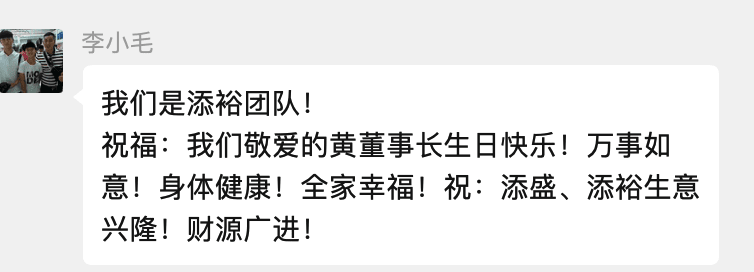 李小毛
我们是添裕团队！
祝福：我们敬爱的黄董事长生日快乐！万事如
意！身体健康！全家幸福！祝：添盛、添裕生意
兴隆！财源广进！